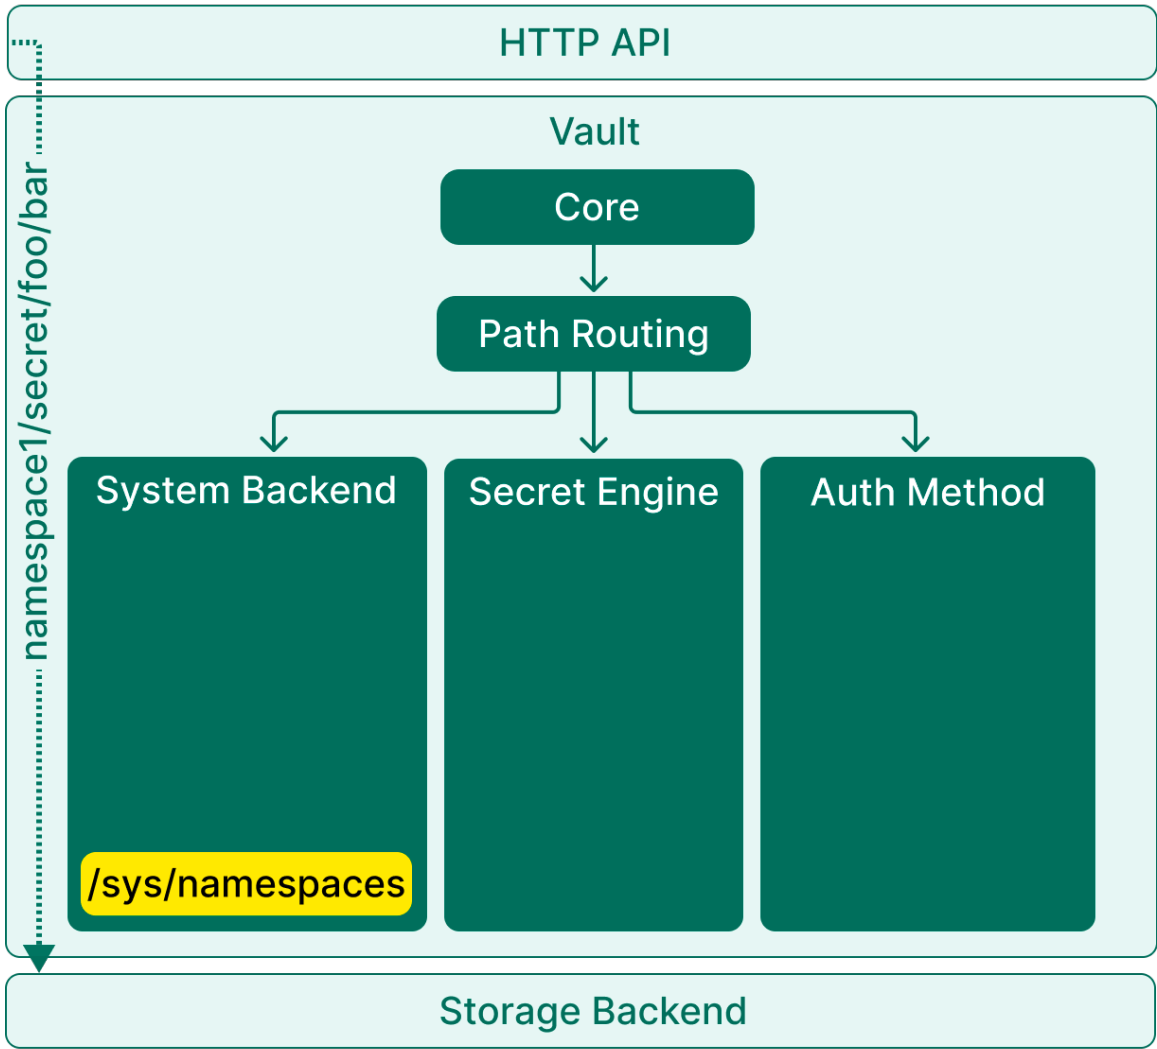 HTTP API
Vault
Core
Path Routing
namespace1/secret/foo/bar
System Backend
Secret Engine
Auth Method
/sys/namespaces
Storage Backend